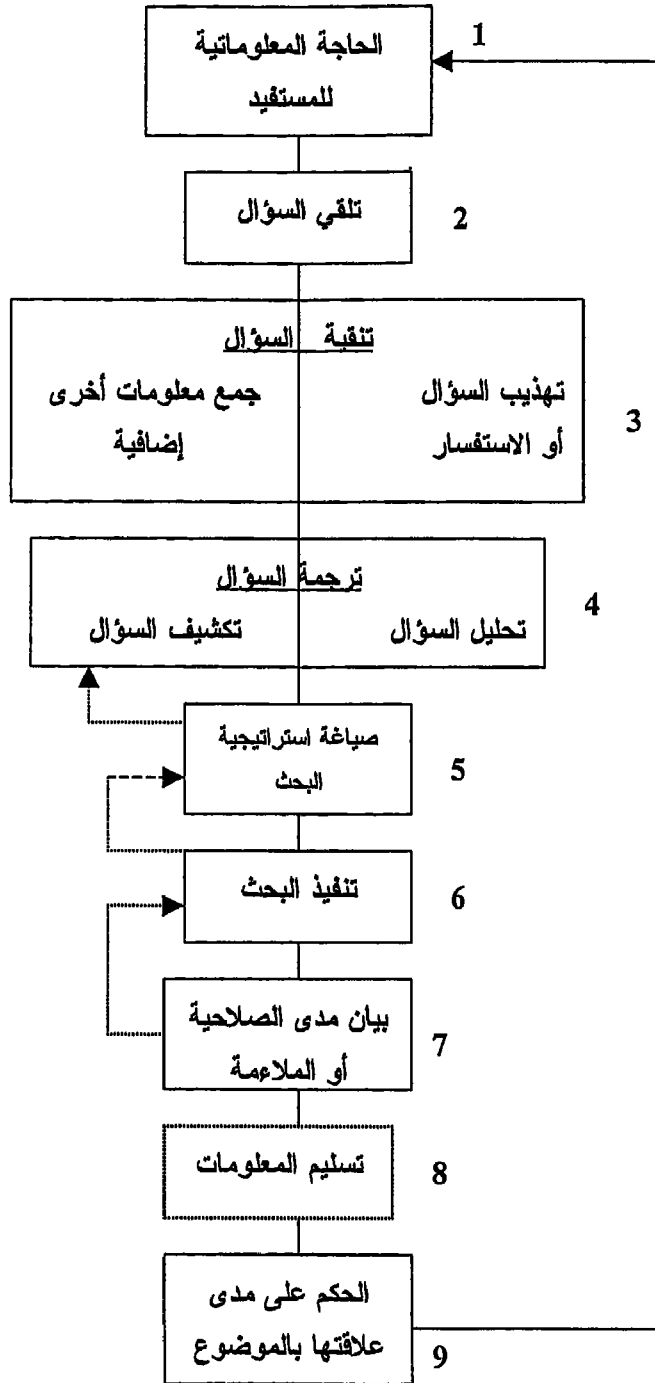 الحاجة المعلوماتية
للمستفيد
1
تلقي السؤال
2
تنقية السؤال
تهذيب السؤال
أو الاستفسار
جمع معلومات أخرى
إضافية
3
ترجمة السؤال
تحليل السؤال
تكشيف السؤال
4
صياغة استراتيجية
البحث
5
تنفيذ البحث
6
بيان مدى الصلاحية
أو الملاءمة
7
تسليم المعلومات
8
الحكم على مدى
علاقتها بالموضوع
9